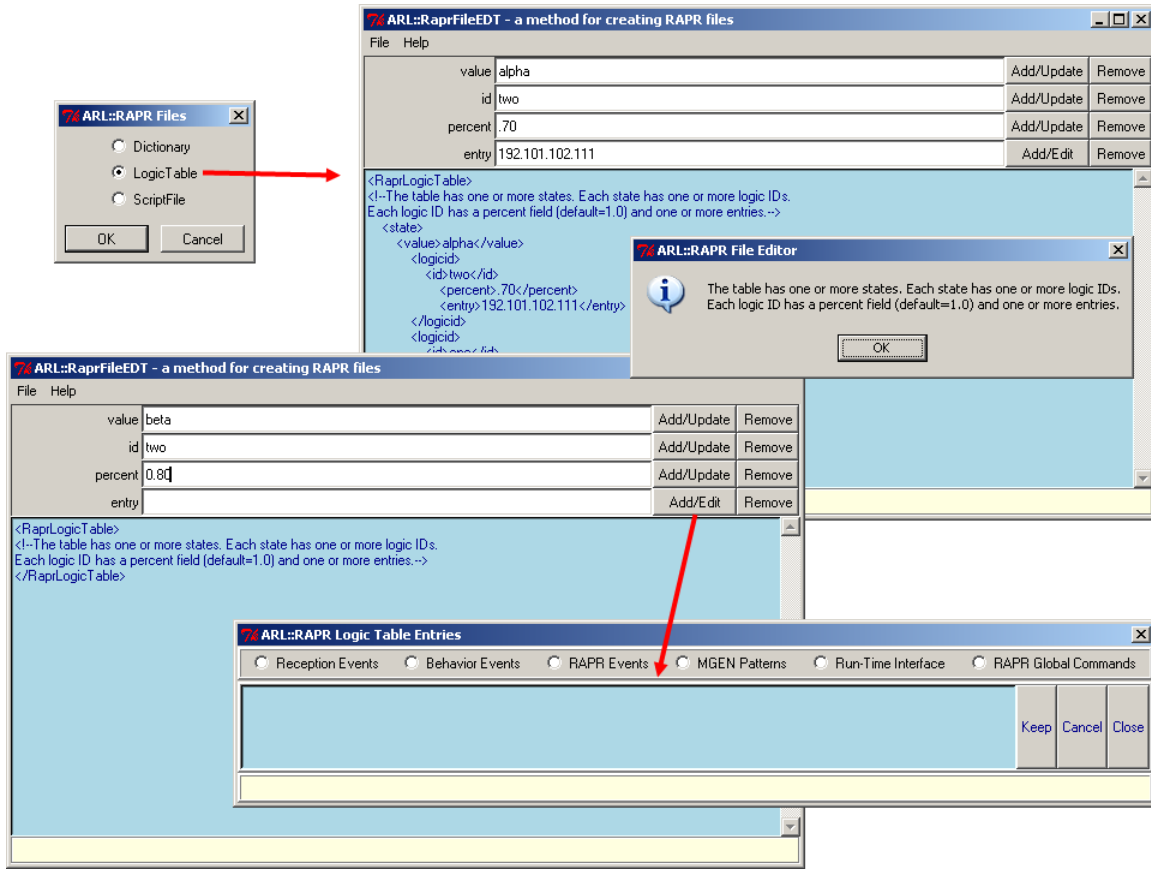 ARL::RaprFileEDT - a method for creating RAPR files
File Help
value alpha Add/Update Remove
id two Add/Update Remove
percent .70 Add/Update Remove
entry 192.101.102.111 Add/Edit Remove
<RaprLogicTable>
<!--The table has one or more states. Each state has one or more logic IDs.
Each logic ID has a percent field (default=1.0) and one or more entries.-->
<state>
<value>alpha</value>
<logicid>
<id>two</id>
<percent>.70</percent>
<entry>192.101.102.111</entry>
</logicid>
<logicid>
<id>one</id>
ARL::RAPR Files
Dictionary
LogicTable
ScriptFile
OK Cancel
ARL::RAPR File Editor
The table has one or more states. Each state has one or more logic IDs.
Each logic ID has a percent field (default=1.0) and one or more entries.
OK
ARL::RaprFileEDT - a method for creating RAPR files
File Help
value beta Add/Update Remove
id two Add/Update Remove
percent 0.80 Add/Update Remove
entry Add/Edit Remove
<RaprLogicTable>
<!--The table has one or more states. Each state has one or more logic IDs.
Each logic ID has a percent field (default=1.0) and one or more entries.-->
</RaprLogicTable>
ARL::RAPR Logic Table Entries
Reception Events Behavior Events RAPR Events MGEN Patterns Run-Time Interface RAPR Global Commands
Keep Cancel Close